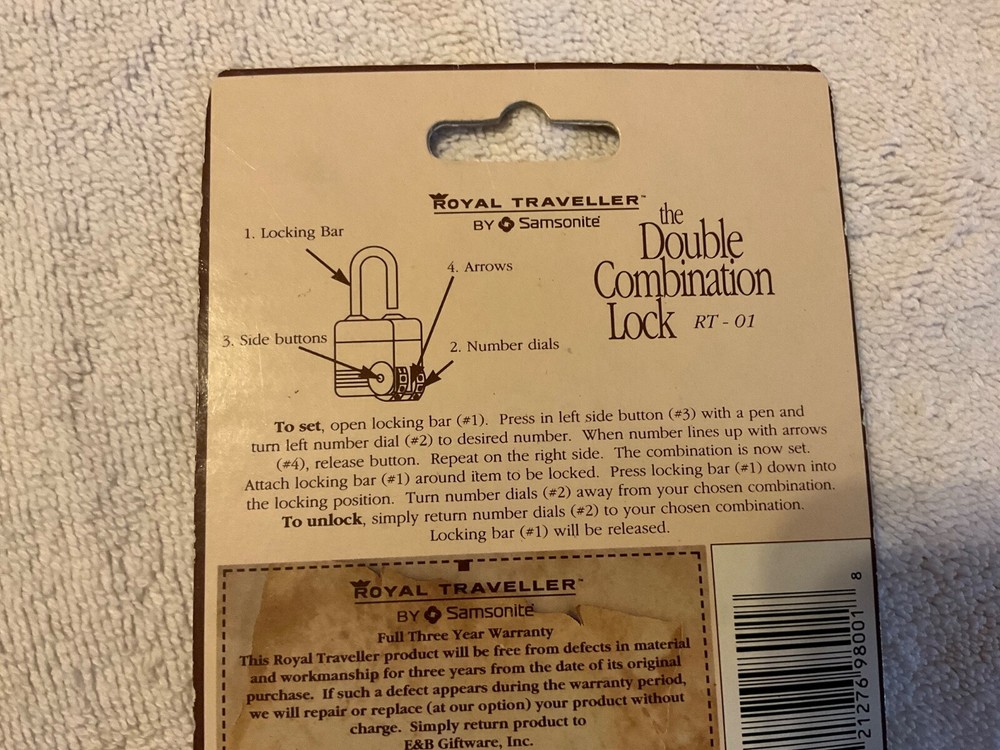 ROYAL TRAVELLER™
BY Samsonite®
the
Double
Combination
Lock RT - 01
1. Locking Bar
4. Arrows
3. Side buttons
2. Number dials
To set, open locking bar (#1). Press in left side button (#3) with a pen and
turn left number dial (#2) to desired number. When number lines up with arrows
(#4), release button. Repeat on the right side. The combination is now set.
Attach locking bar (#1) around item to be locked. Press locking bar (#1) down into
the locking position. Turn number dials (#2) away from your chosen combination.
To unlock, simply return number dials (#2) to your chosen combination.
Locking bar (#1) will be released.
ROYAL TRAVELLER™
BY Samsonite®
Full Three Year Warranty
This Royal Traveller product will be free from defects in material
and workmanship for three years from the date of its original
purchase. If such a defect appears during the warranty period,
we will repair or replace (at our option) your product without
charge. Simply return product to
E&B Giftware, Inc.
21276 98001 8